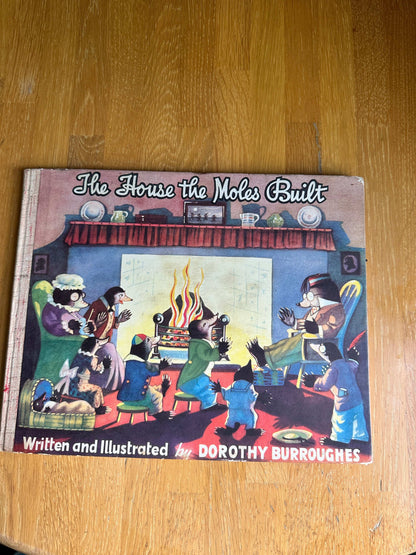 The House the Moles Built
Written and Illustrated by DOROTHY BURROUGHES